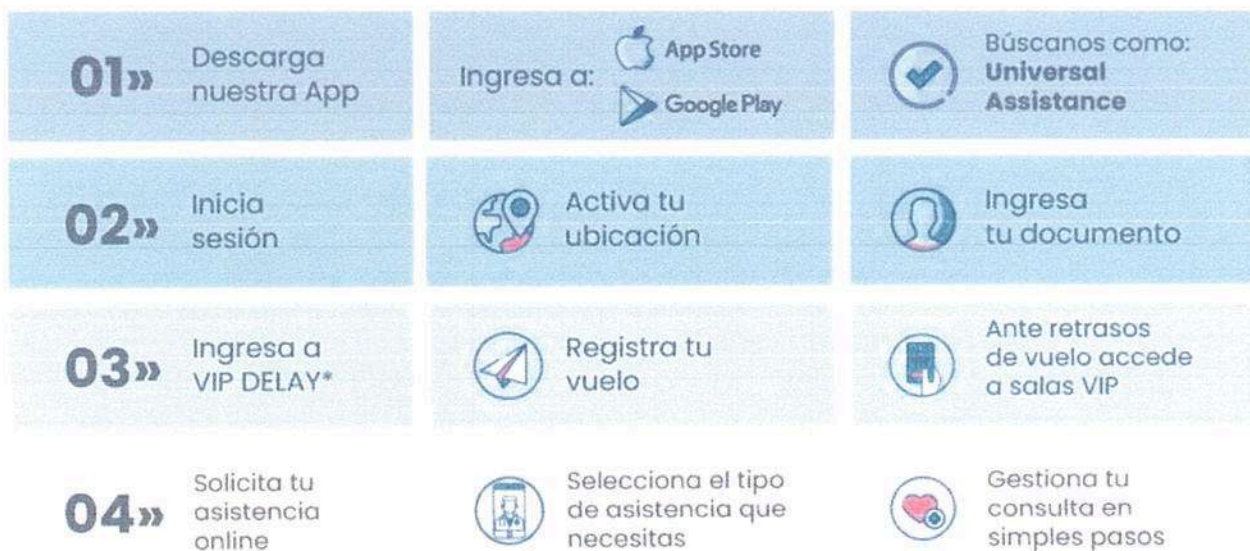 01»
Descarga
nuestra App
Ingresa a:
App Store
Google Play
Búscanos como:
Universal
Assistance
02»
Inicia
sesión
Activa tu
ubicación
Ingresa
tu documento
03»
Ingresa a
VIP DELAY*
Registra tu
vuelo
Ante retrasos
de vuelo accede
a salas VIP
04»
Solicita tu
asistencia
online
Selecciona el tipo
de asistencia que
necesitas
Gestiona tu
consulta en
simples pasos